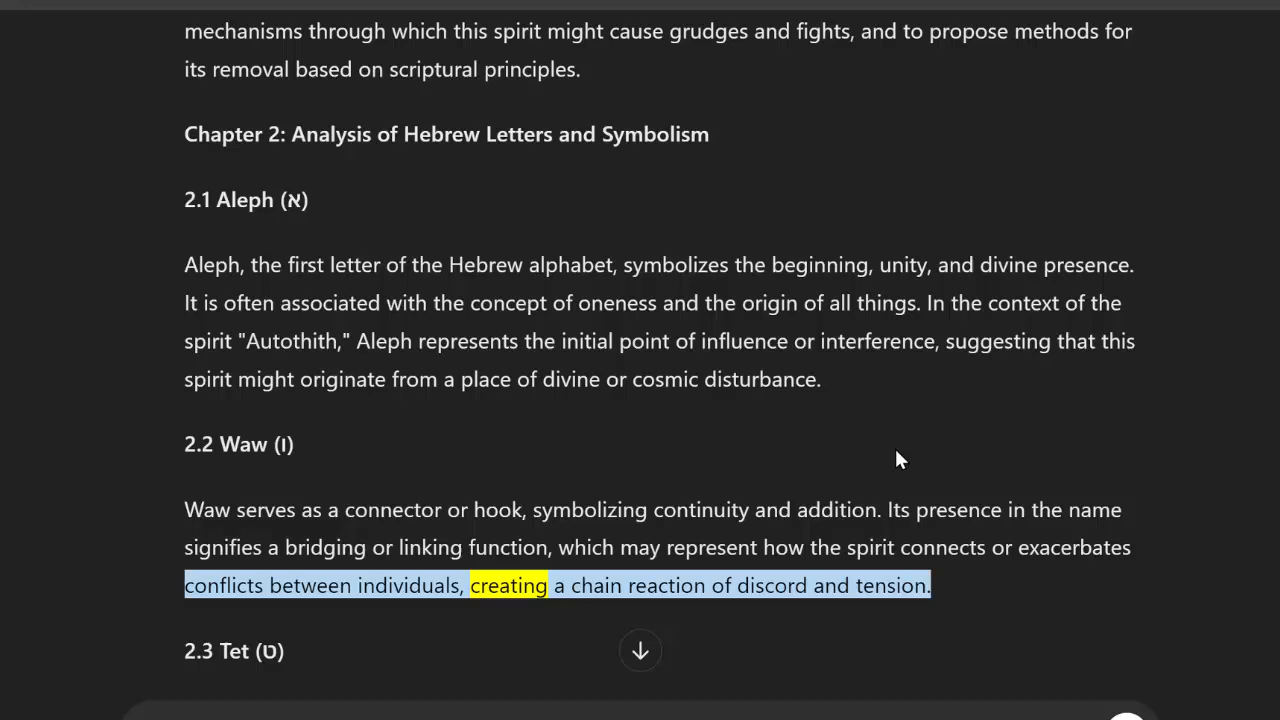 mechanisms through which this spirit might cause grudges and fights, and to propose methods for
its removal based on scriptural principles.
Chapter 2: Analysis of Hebrew Letters and Symbolism
2.1 Aleph (א)
Aleph, the first letter of the Hebrew alphabet, symbolizes the beginning, unity, and divine presence.
It is often associated with the concept of oneness and the origin of all things. In the context of the
spirit "Autothith," Aleph represents the initial point of influence or interference, suggesting that this
spirit might originate from a place of divine or cosmic disturbance.
2.2 Waw (ו)
Waw serves as a connector or hook, symbolizing continuity and addition. Its presence in the name
signifies a bridging or linking function, which may represent how the spirit connects or exacerbates
conflicts between individuals, creating a chain reaction of discord and tension.
2.3 Tet (ט)